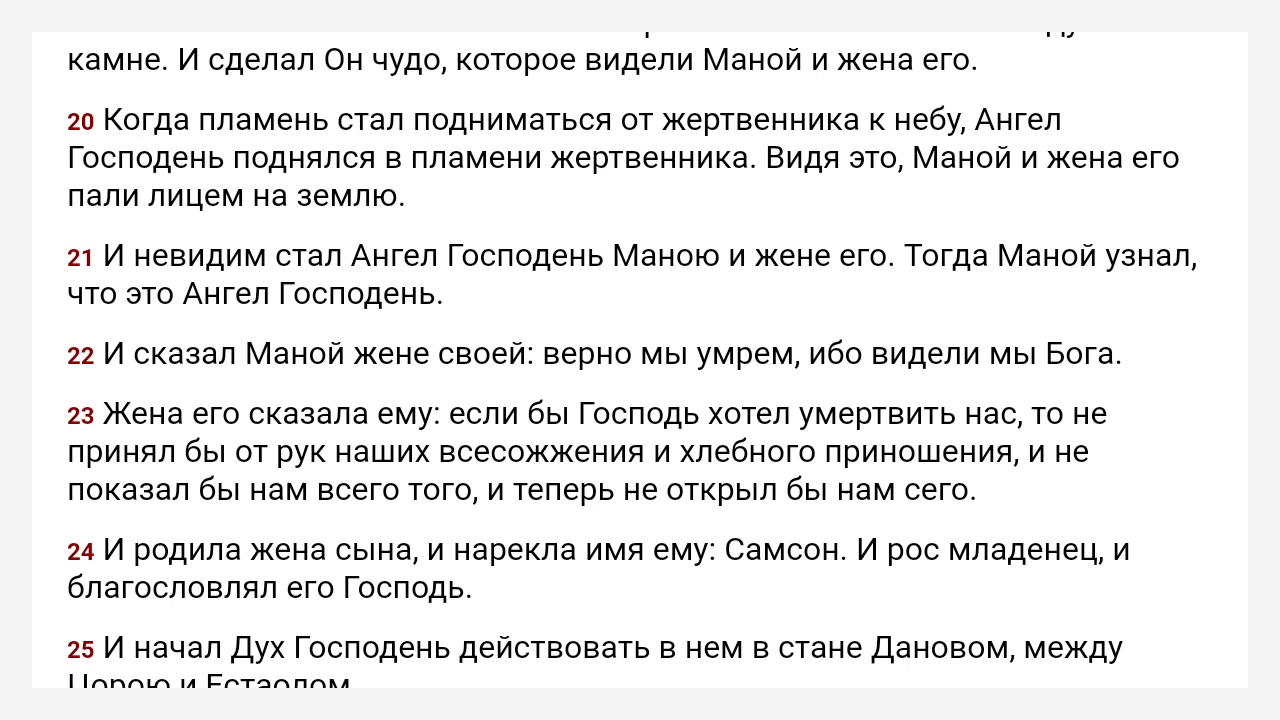 камне. И сделал Он чудо, которое видели Маной и жена его.
20 Когда пламень стал подниматься от жертвенника к небу, Ангел
Господень поднялся в пламени жертвенника. Видя это, Маной и жена его
пали лицем на землю.
21 И невидим стал Ангел Господень Маною и жене его. Тогда Маной узнал,
что это Ангел Господень.
22 И сказал Маной жене своей: верно мы умрем, ибо видели мы Бога.
23 Жена его сказала ему: если бы Господь хотел умертвить нас, то не
принял бы от рук наших всесожжения и хлебного приношения, и не
показал бы нам всего того, и теперь не открыл бы нам сего.
24 И родила жена сына, и нарекла имя ему: Самсон. И рос младенец, и
благословлял его Господь.
25 И начал Дух Господень действовать в нем в стане Дановом, между
Цорою и Естаолом.